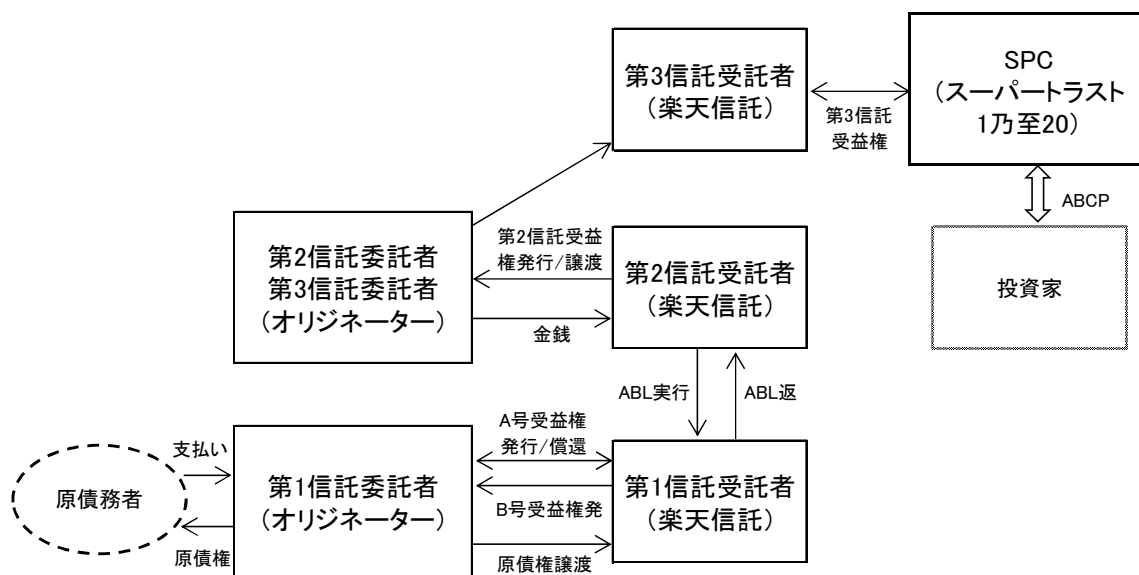 第3信託受託者
(楽天信託)
SPC
(スーパートラスト
1乃至20)
第3信託
受益権
ABCP
投資家
第2信託委託者
第3信託委託者
(オリジネーター)
第2信託受益
権発行/譲渡
金銭
第2信託受託者
(楽天信託)
ABL実行
ABL返
原債務者
支払い
原債権
第1信託委託者
(オリジネーター)
A号受益権
発行/償還
B号受益権発
原債権譲渡
第1信託受託者
(楽天信託)